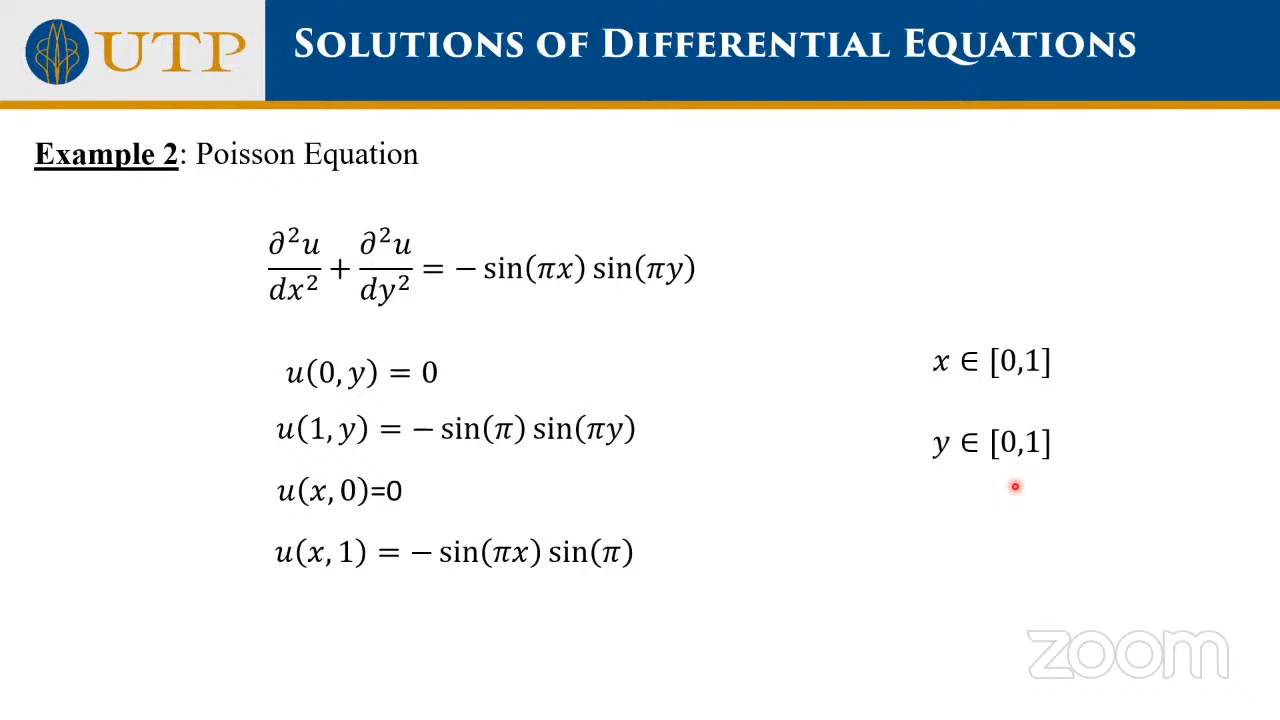 UTP
SOLUTIONS OF DIFFERENTIAL EQUATIONS
Example 2: Poisson Equation
∂²u/dx² + ∂²u/dy² = − sin(πx) sin(πy)
u(0, y) = 0
u(1, y) = − sin(π) sin(πy)
u(x, 0)=0
u(x, 1) = − sin(πx) sin(π)
x ∈ [0,1]
y ∈ [0,1]
zoom